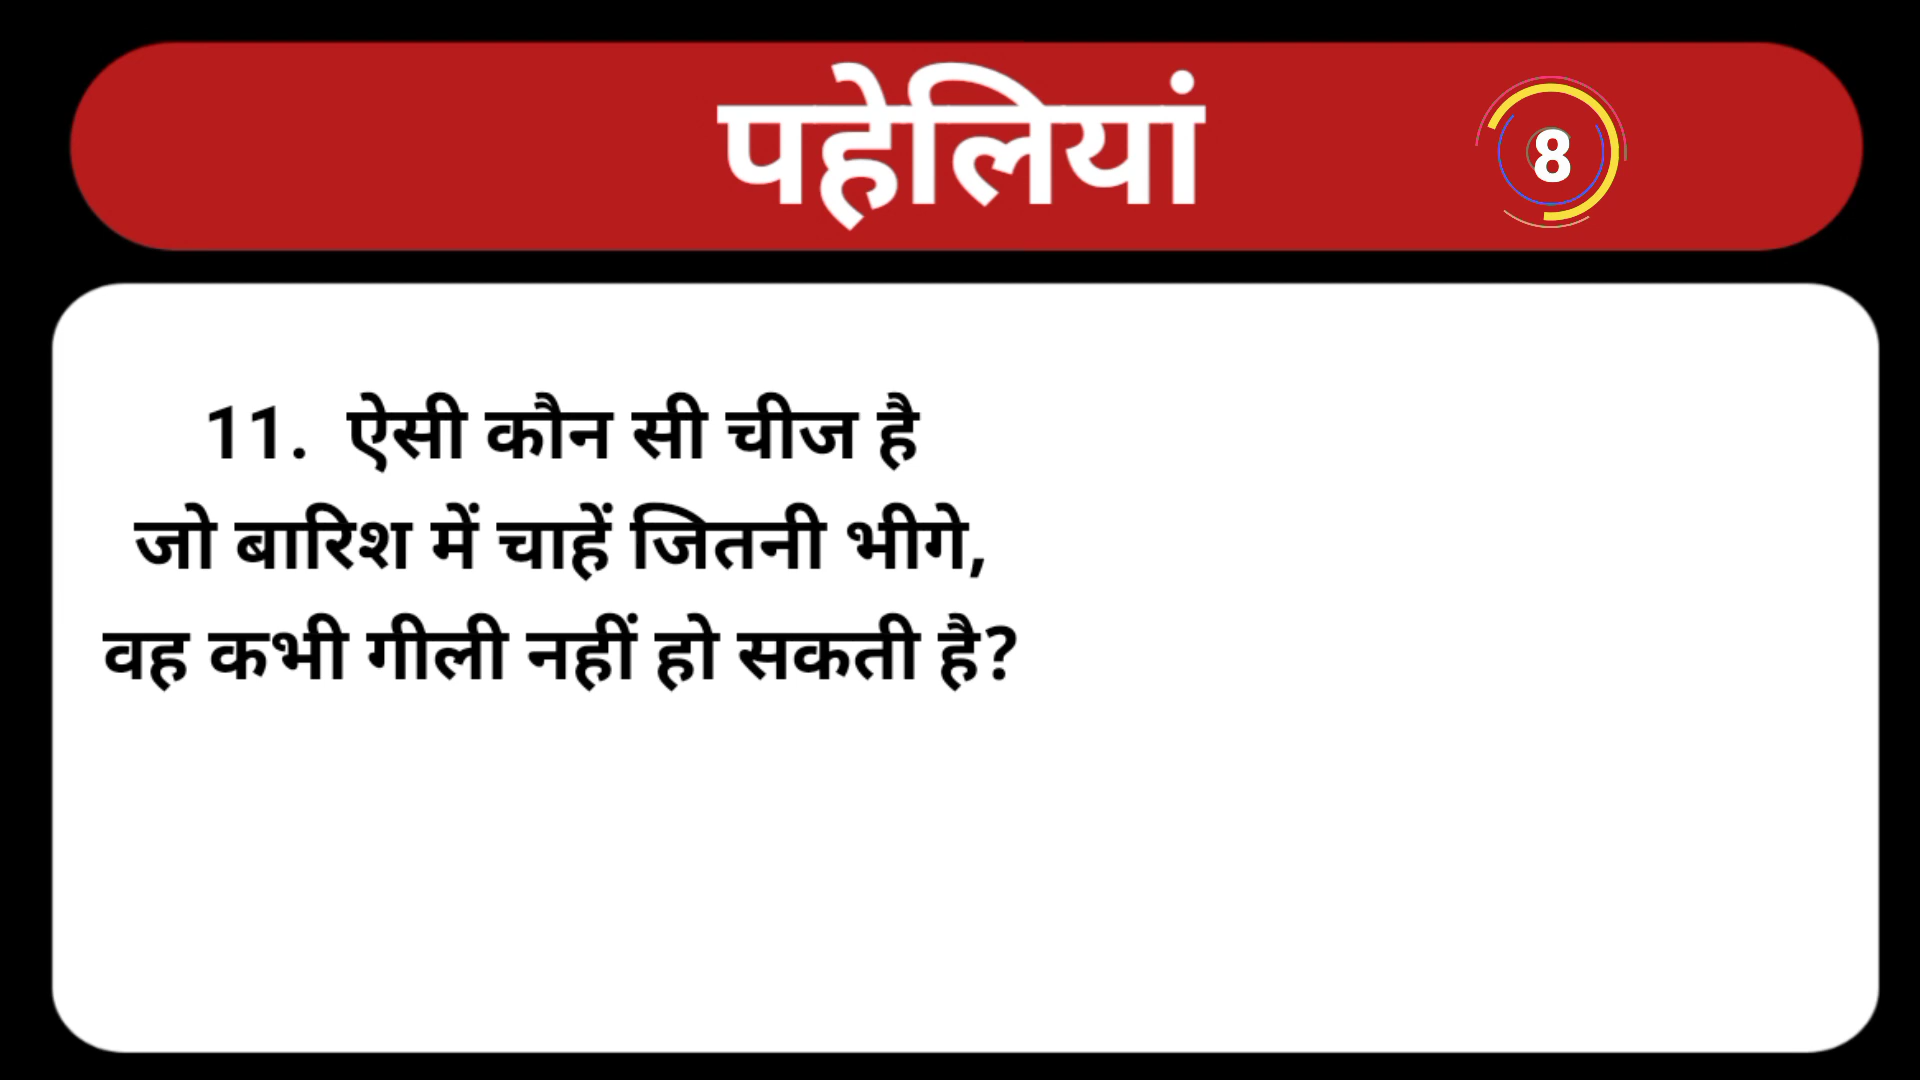 पहेलियां
8
11. ऐसी कौन सी चीज है
जो बारिश में चाहें जितनी भीगे,
वह कभी गीली नहीं हो सकती है?